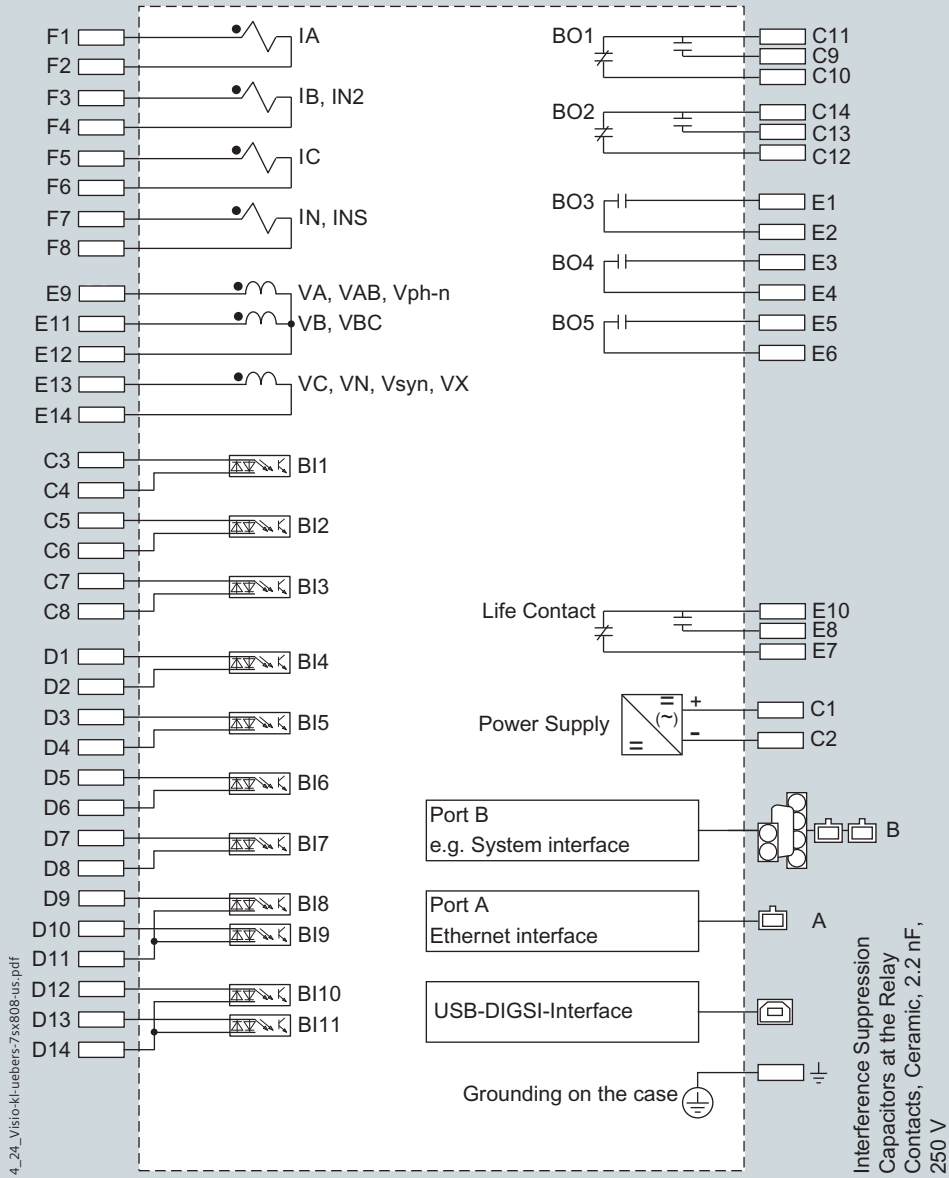 F1
IA
F2
F3
IB, IN2
F4
F5
IC
F6
F7
IN, INS
F8
E9
VA, VAB, Vph-n
E11
VB, VBC
E12
E13
VC, VN, Vsyn, VX
E14
C3
BI1
C4
C5
BI2
C6
C7
BI3
C8
D1
BI4
D2
D3
BI5
D4
D5
BI6
D6
D7
BI7
D8
D9
BI8
D10
BI9
D11
D12
BI10
D13
BI11
D14
BO1
C11
C9
C10
BO2
C14
C13
C12
BO3
E1
E2
BO4
E3
E4
BO5
E5
E6
Life Contact
E10
E8
E7
Power Supply
= + (~) - =
C1
C2
Port B
e.g. System interface
B
Port A
Ethernet interface
A
USB-DIGSI-Interface
Grounding on the case
Interference Suppression
Capacitors at the Relay
Contacts, Ceramic, 2.2 nF,
250 V
4_24_Visio-kl-uebers-7sx808-us.pdf